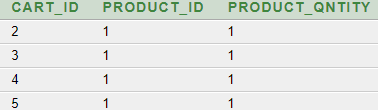 CART_ID PRODUCT_ID PRODUCT_QNTITY
2 1 1
3 1 1
4 1 1
5 1 1